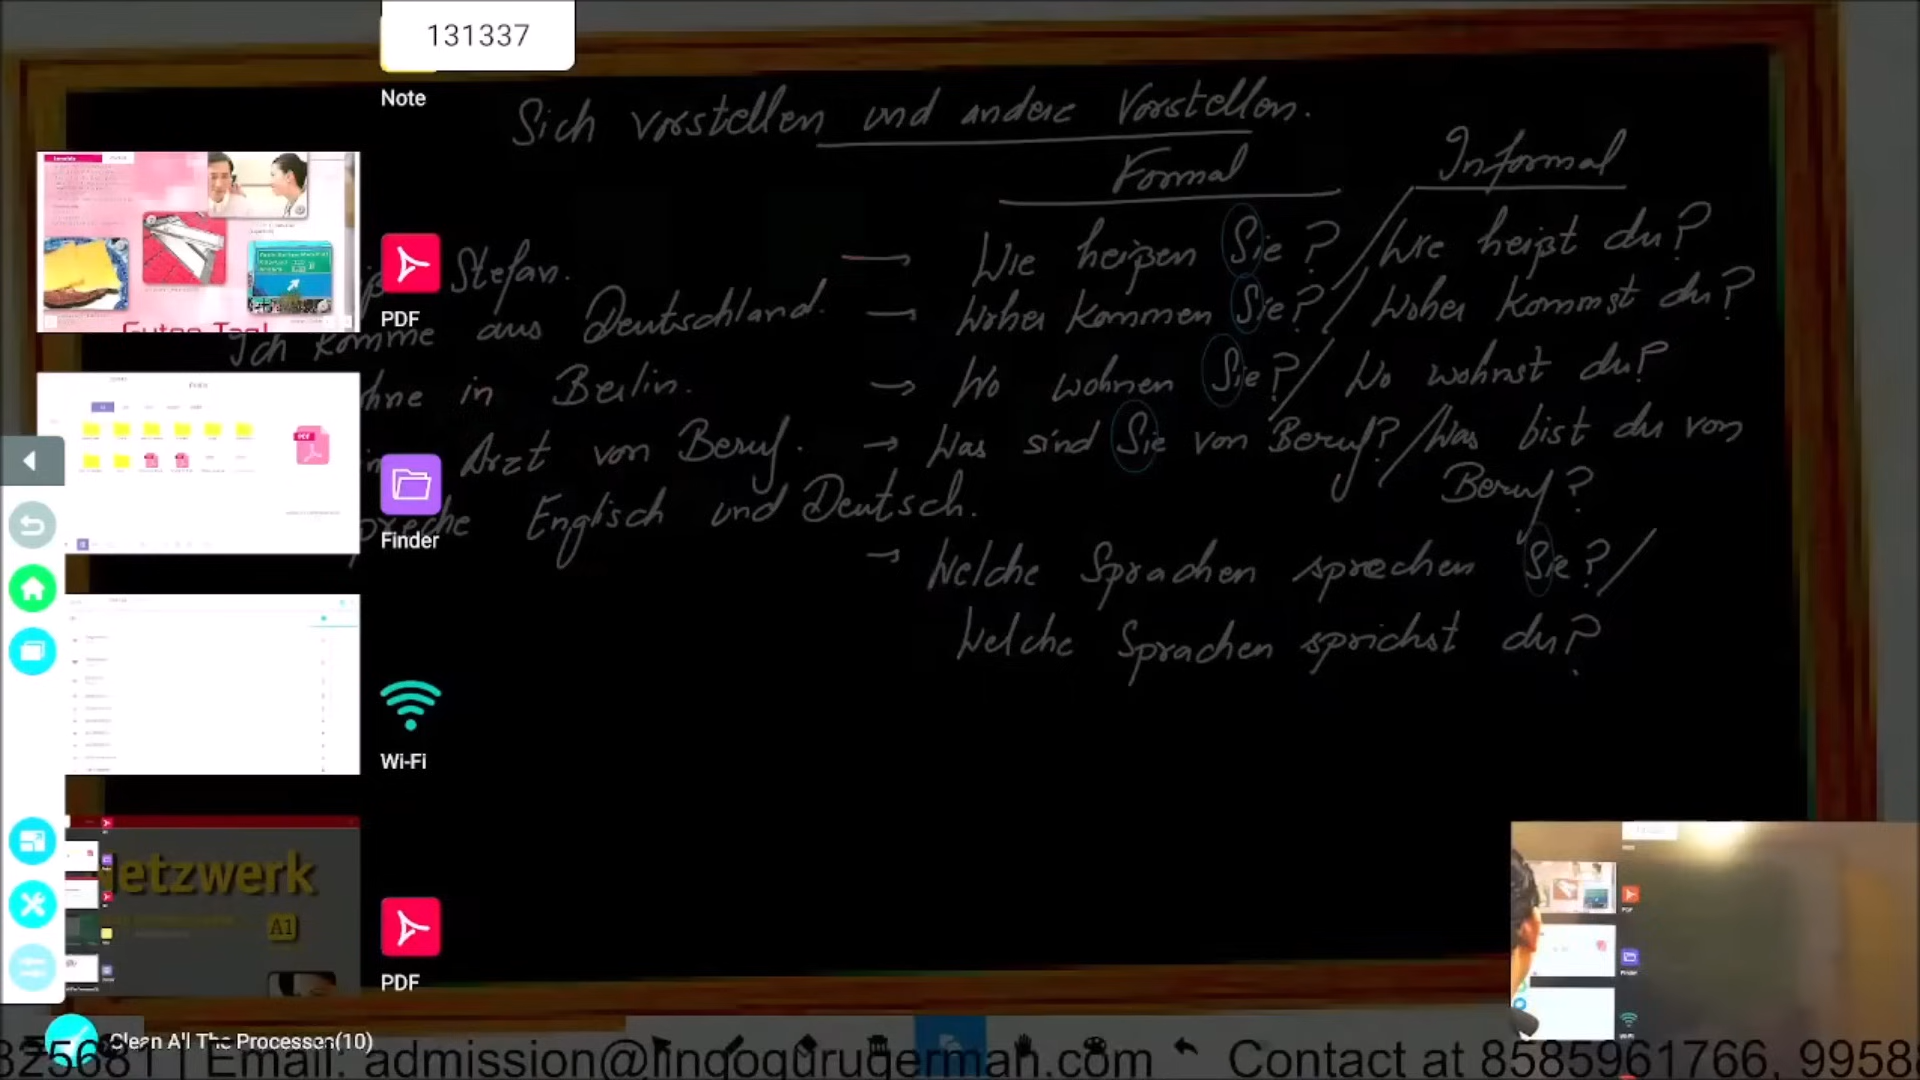 131337
Note
Sich vorstellen und andere Vorstellen.
Formal
Informal
Stefan.
→ Wie heißen Sie? / Wie heißt du?
PDF
Ich komme aus Deutschland. → Woher kommen Sie? / Woher kommst du?
in Berlin. → Wo wohnen Sie? / Wo wohnst du?
Arzt von Beruf. → Was sind Sie von Beruf? / Was bist du von
Beruf?
Englisch und Deutsch.
Finder
→ Welche Sprachen sprechen Sie? /
Welche Sprachen sprichst du?
Wi-Fi
Netzwerk
A1
PDF
Clean All The Processes(10)
325681 | Email: admission@lingogurugerman.com Contact at 8585961766, 9958